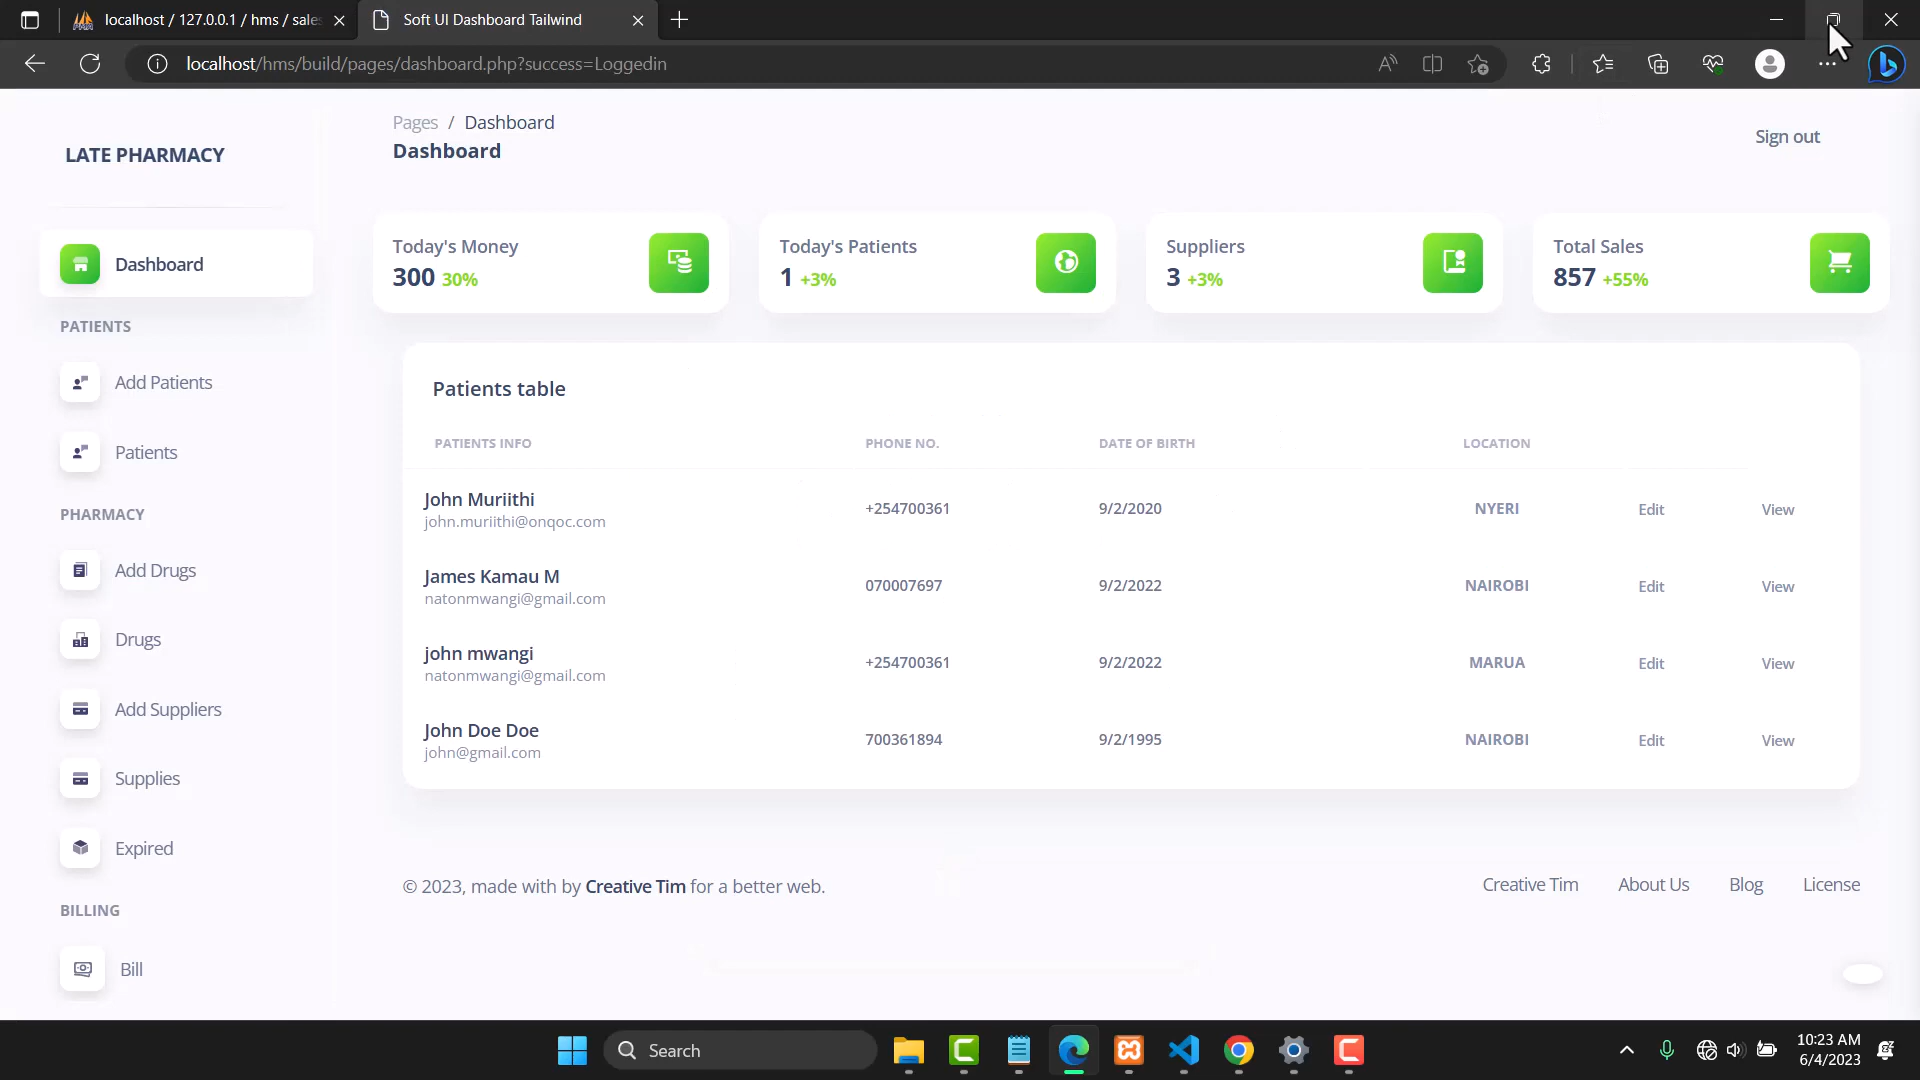 localhost / 127.0.0.1 / hms / sales
Soft UI Dashboard Tailwind
localhost/hms/build/pages/dashboard.php?success=Loggedin
LATE PHARMACY
Pages / Dashboard
Dashboard
Sign out
Today's Money
300 30%
Today's Patients
1 +3%
Suppliers
3 +3%
Total Sales
857 +55%
Dashboard
PATIENTS
Add Patients
Patients
PHARMACY
Add Drugs
Drugs
Add Suppliers
Supplies
Expired
BILLING
Bill
Patients table
PATIENTS INFO PHONE NO. DATE OF BIRTH LOCATION
John Muriithi
john.muriithi@onqoc.com
+254700361 9/2/2020 NYERI Edit View
James Kamau M
natonmwangi@gmail.com
070007697 9/2/2022 NAIROBI Edit View
john mwangi
natonmwangi@gmail.com
+254700361 9/2/2022 MARUA Edit View
John Doe Doe
john@gmail.com
700361894 9/2/1995 NAIROBI Edit View
© 2023, made with by Creative Tim for a better web.
Creative Tim About Us Blog License
Search
10:23 AM
6/4/2023